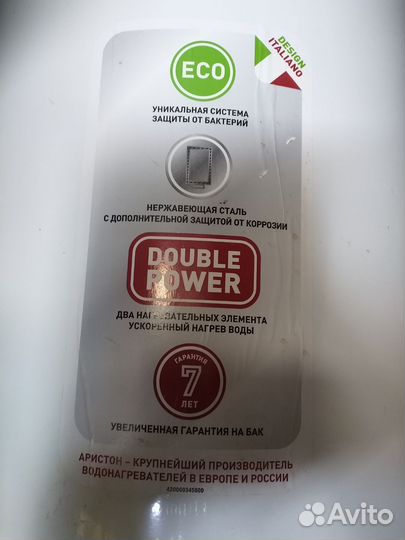 ECO
DESIGN
ITALIANO
УНИКАЛЬНАЯ СИСТЕМА
ЗАЩИТЫ ОТ БАКТЕРИЙ
НЕРЖАВЕЮЩАЯ СТАЛЬ
С ДОПОЛНИТЕЛЬНОЙ ЗАЩИТОЙ ОТ КОРРОЗИИ
DOUBLE
POWER
ДВА НАГРЕВАТЕЛЬНЫХ ЭЛЕМЕНТА
УСКОРЕННЫЙ НАГРЕВ ВОДЫ
ГАРАНТИЯ
7
ЛЕТ
УВЕЛИЧЕННАЯ ГАРАНТИЯ НА БАК
АРИСТОН – КРУПНЕЙШИЙ ПРОИЗВОДИТЕЛЬ
ВОДОНАГРЕВАТЕЛЕЙ В ЕВРОПЕ И РОССИИ
Avito